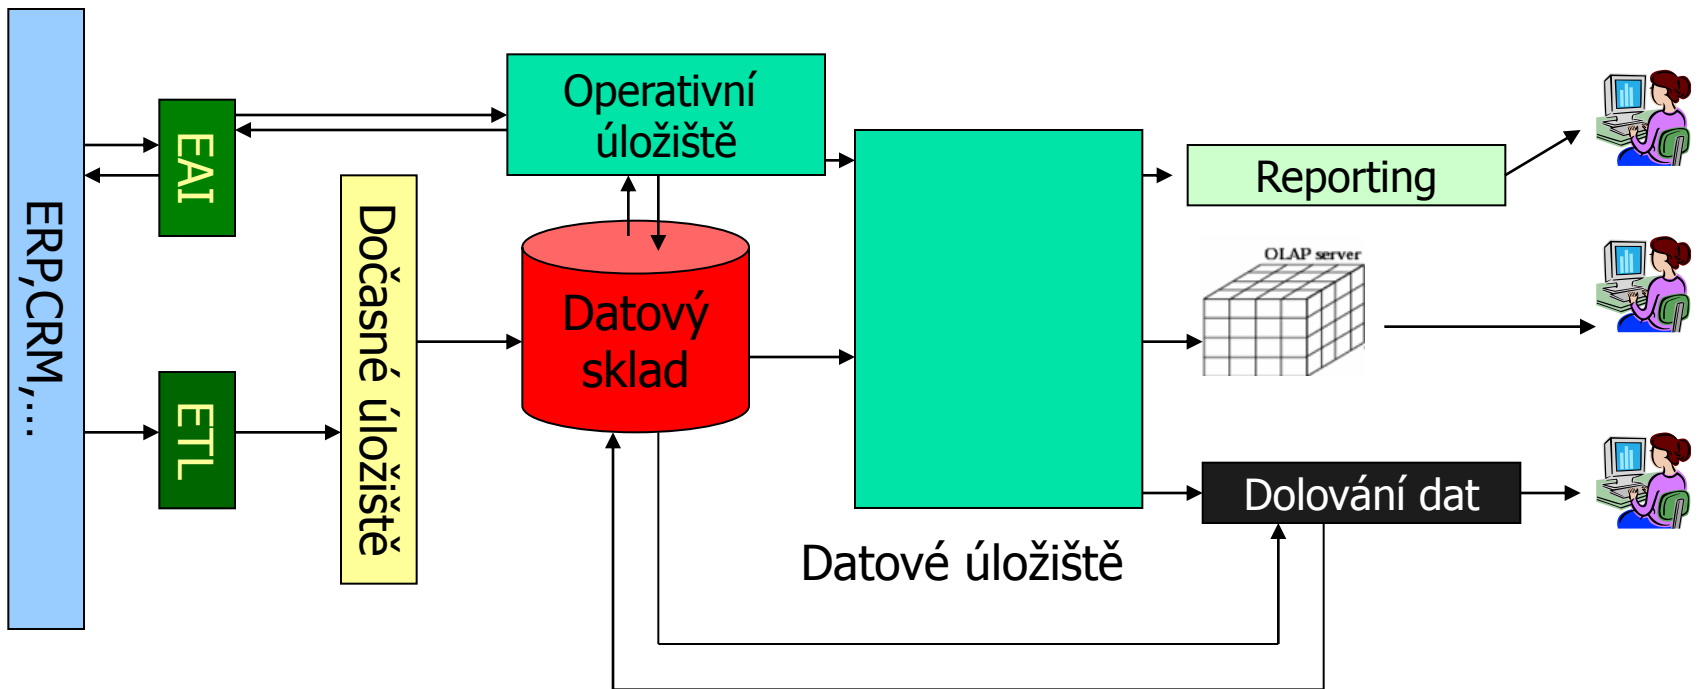 ERP,CRM,...
EAI
ETL
Dočasné úložiště
Operativní
úložiště
Datový
sklad
Datové úložiště
Reporting
OLAP server
Dolování dat